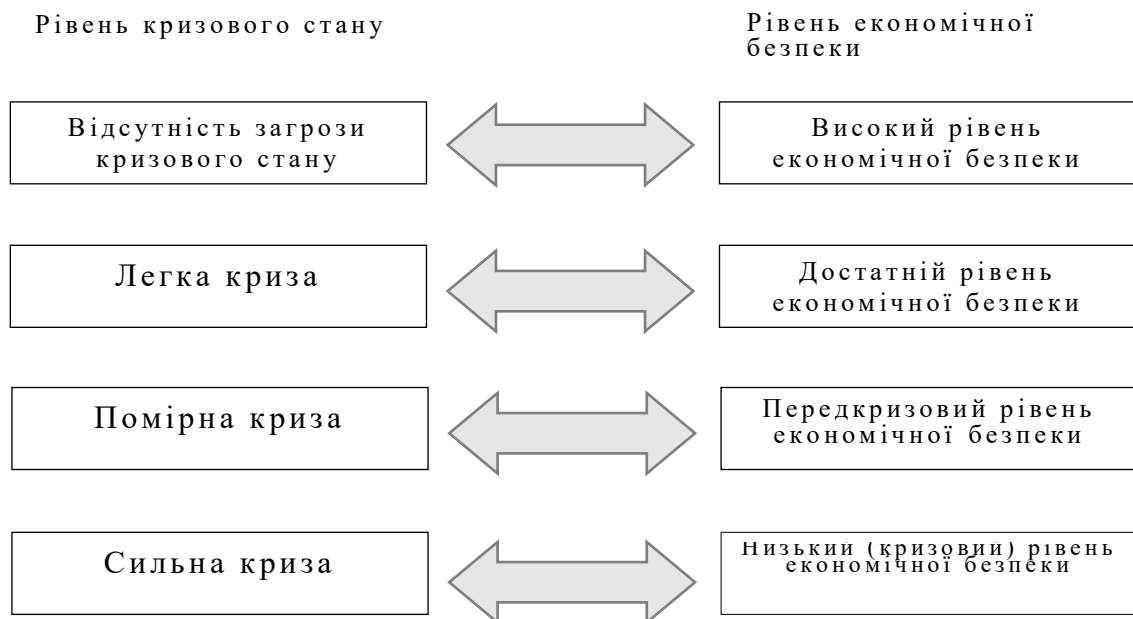 Рівень кризового стану
Рівень економічної
безпеки
Відсутність загрози
кризового стану
Високий рівень
економічної безпеки
Легка криза
Достатній рівень
економічної безпеки
Помірна криза
Передкризовий рівень
економічної безпеки
Сильна криза
Низький (кризовий) рівень
економічної безпеки